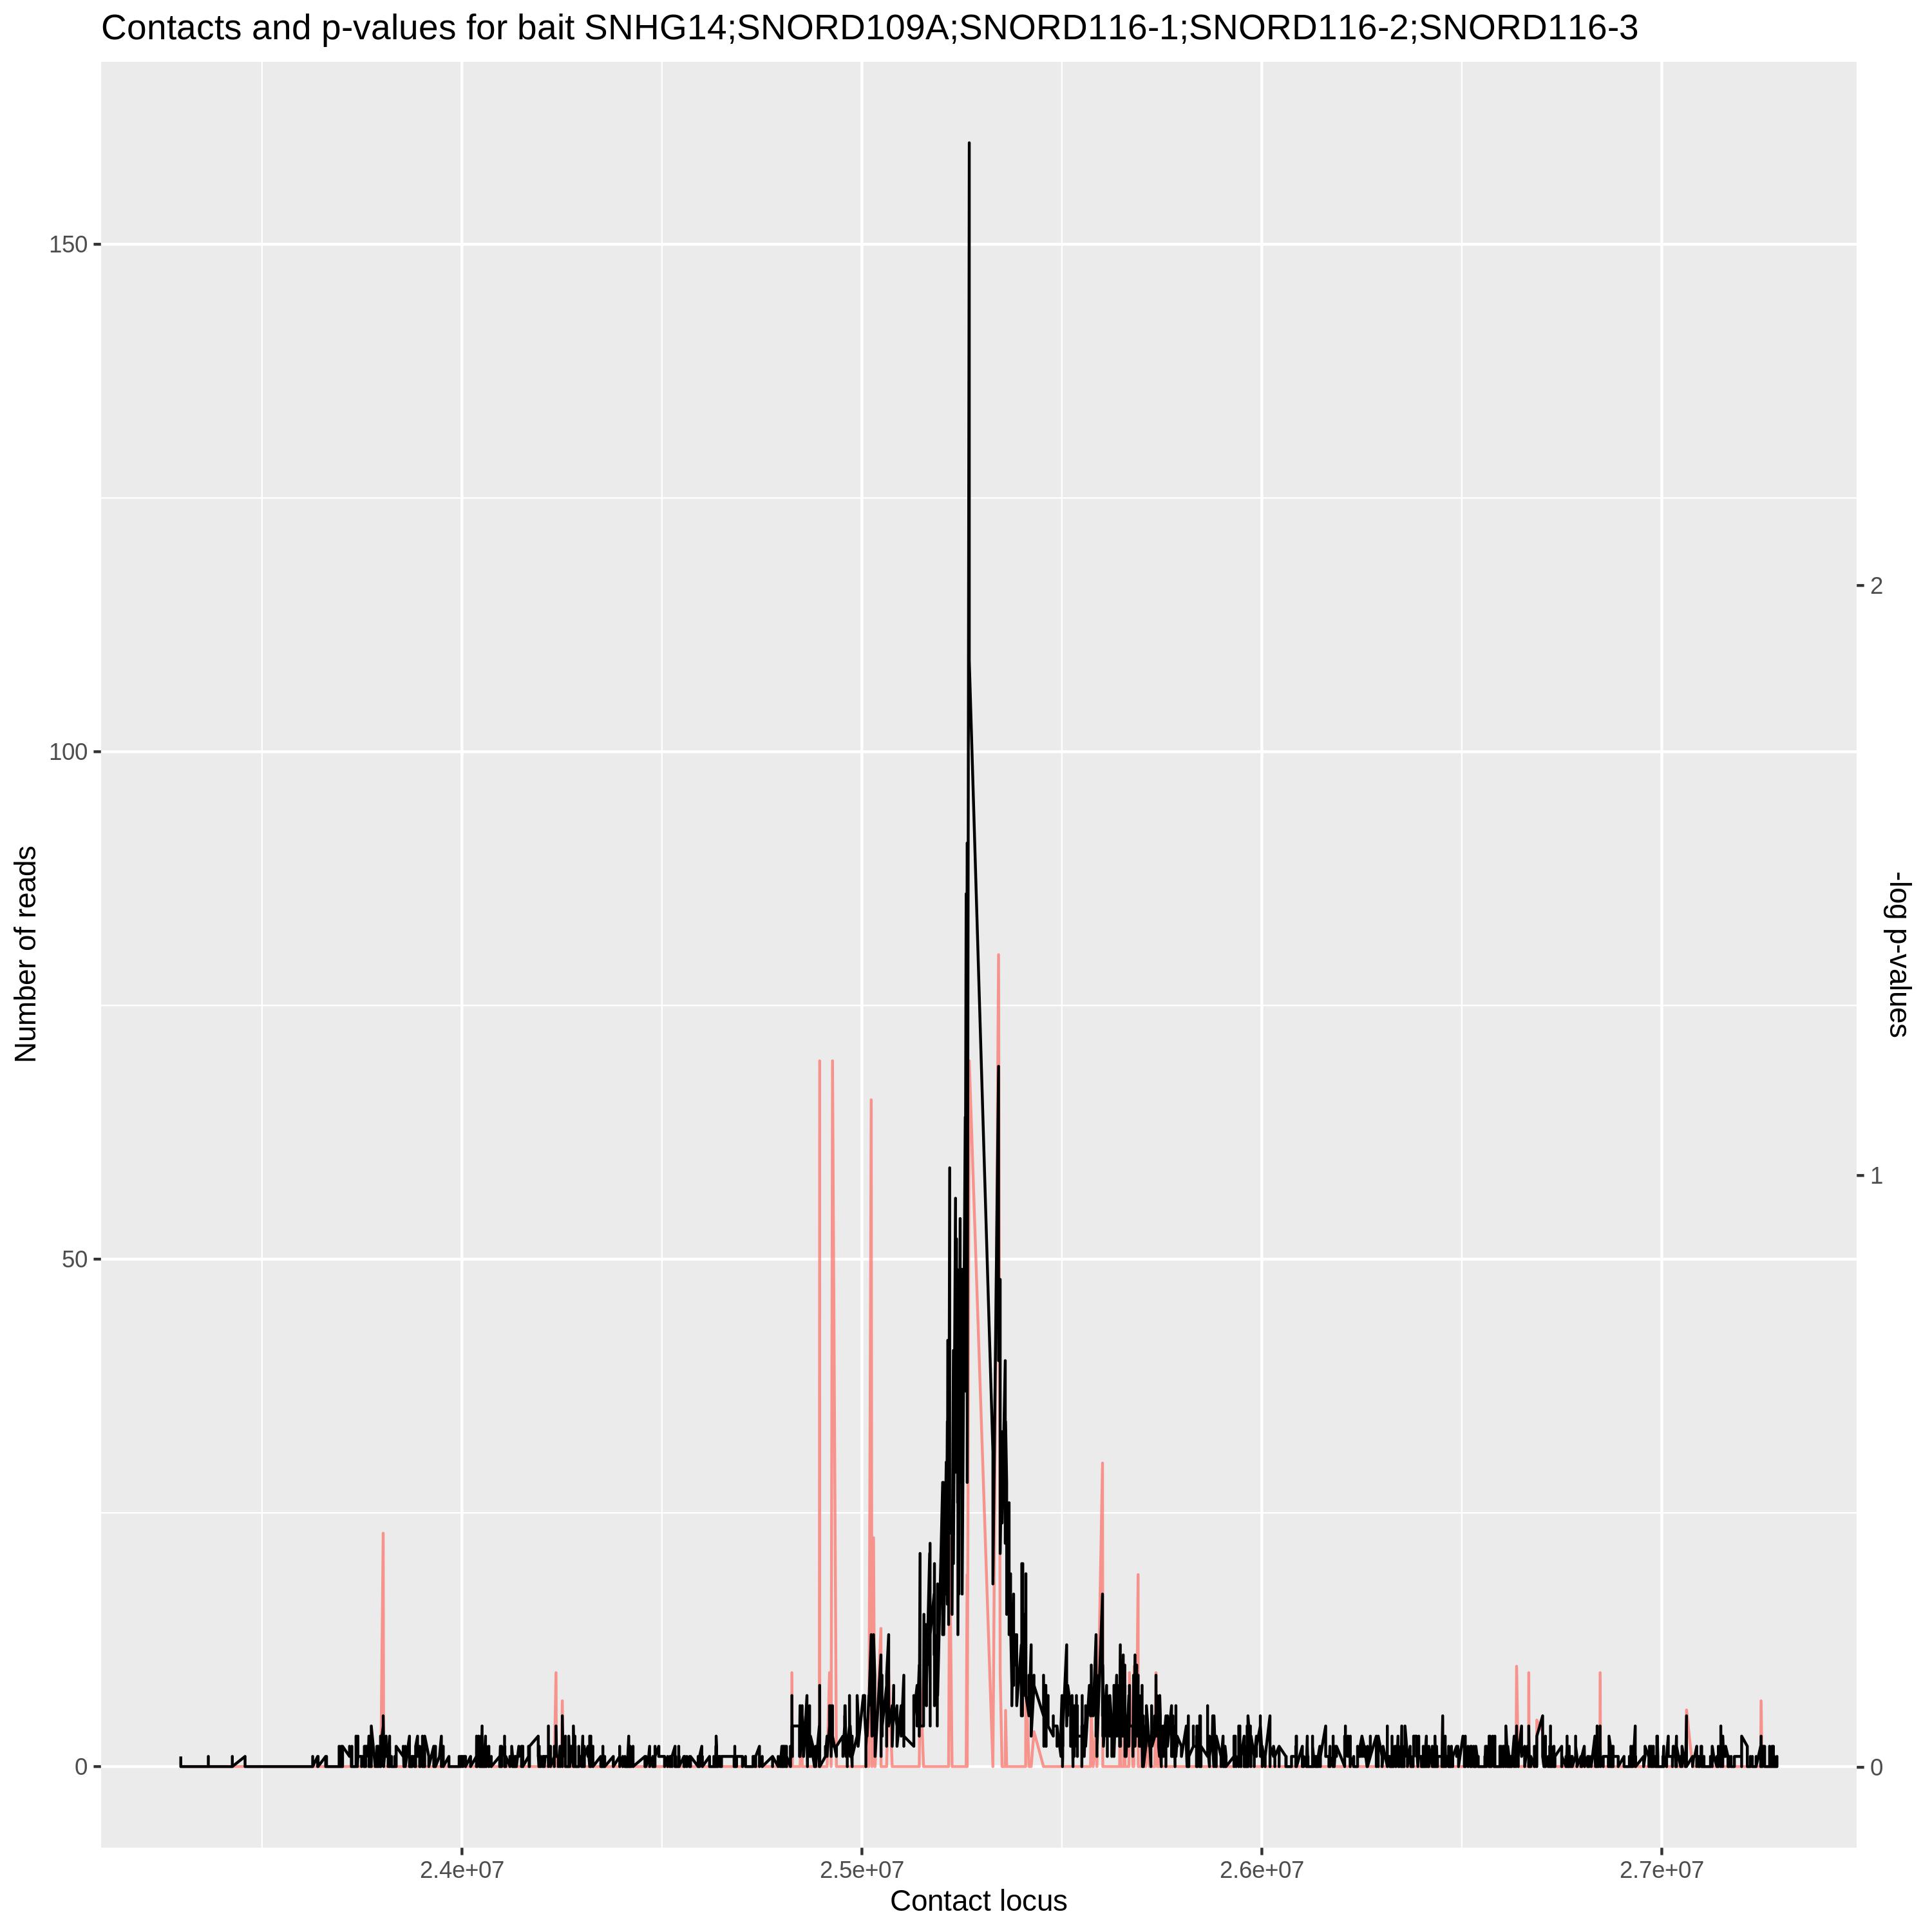 Contacts and p-values for bait SNHG14;SNORD109A;SNORD116-1;SNORD116-2;SNORD116-3
150
100
50
0
Number of reads
2
1
0
-log p-values
2.4e+07
2.5e+07
2.6e+07
2.7e+07
Contact locus